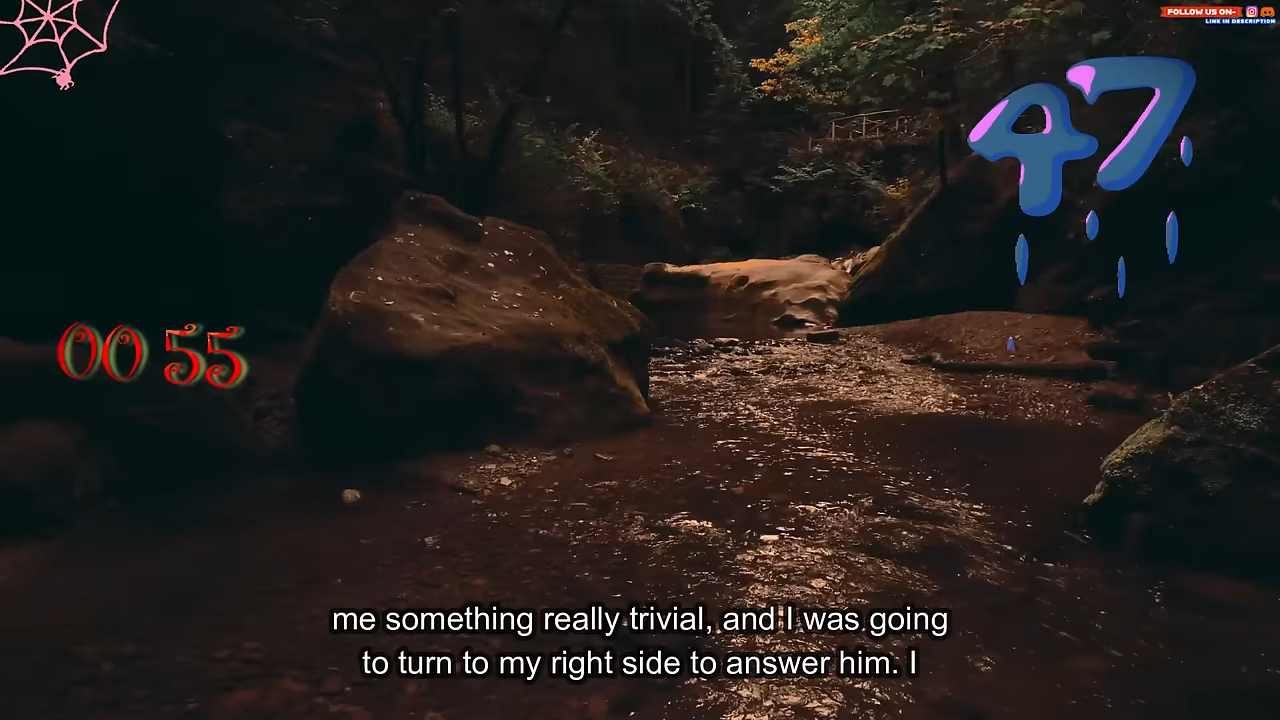 FOLLOW US ON-
LINK IN DESCRIPTION
47
00 55
me something really trivial, and I was going
to turn to my right side to answer him. I